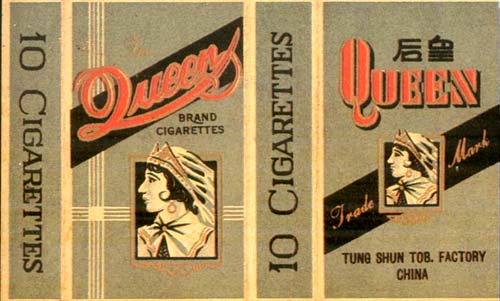 10 CIGARETTES
Queen
BRAND
CIGARETTES
10 CIGARETTES
皇后
QUEEN
Trade Mark
TUNG SHUN TOB. FACTORY
CHINA